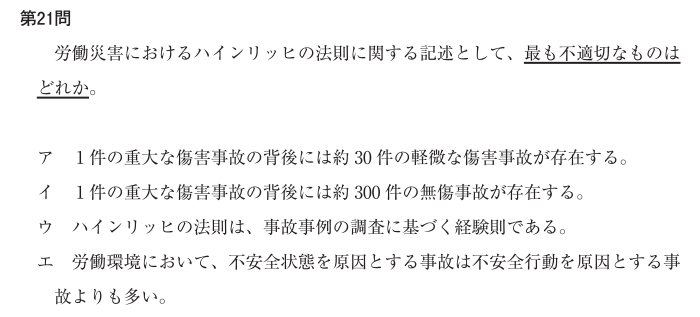 第21問
労働災害におけるハインリッヒの法則に関する記述として、最も不適切なものは
どれか。
ア　1件の重大な傷害事故の背後には約30件の軽微な傷害事故が存在する。
イ　1件の重大な傷害事故の背後には約300件の無傷事故が存在する。
ウ　ハインリッヒの法則は、事故事例の調査に基づく経験則である。
エ　労働環境において、不安全状態を原因とする事故は不安全行動を原因とする事
故よりも多い。